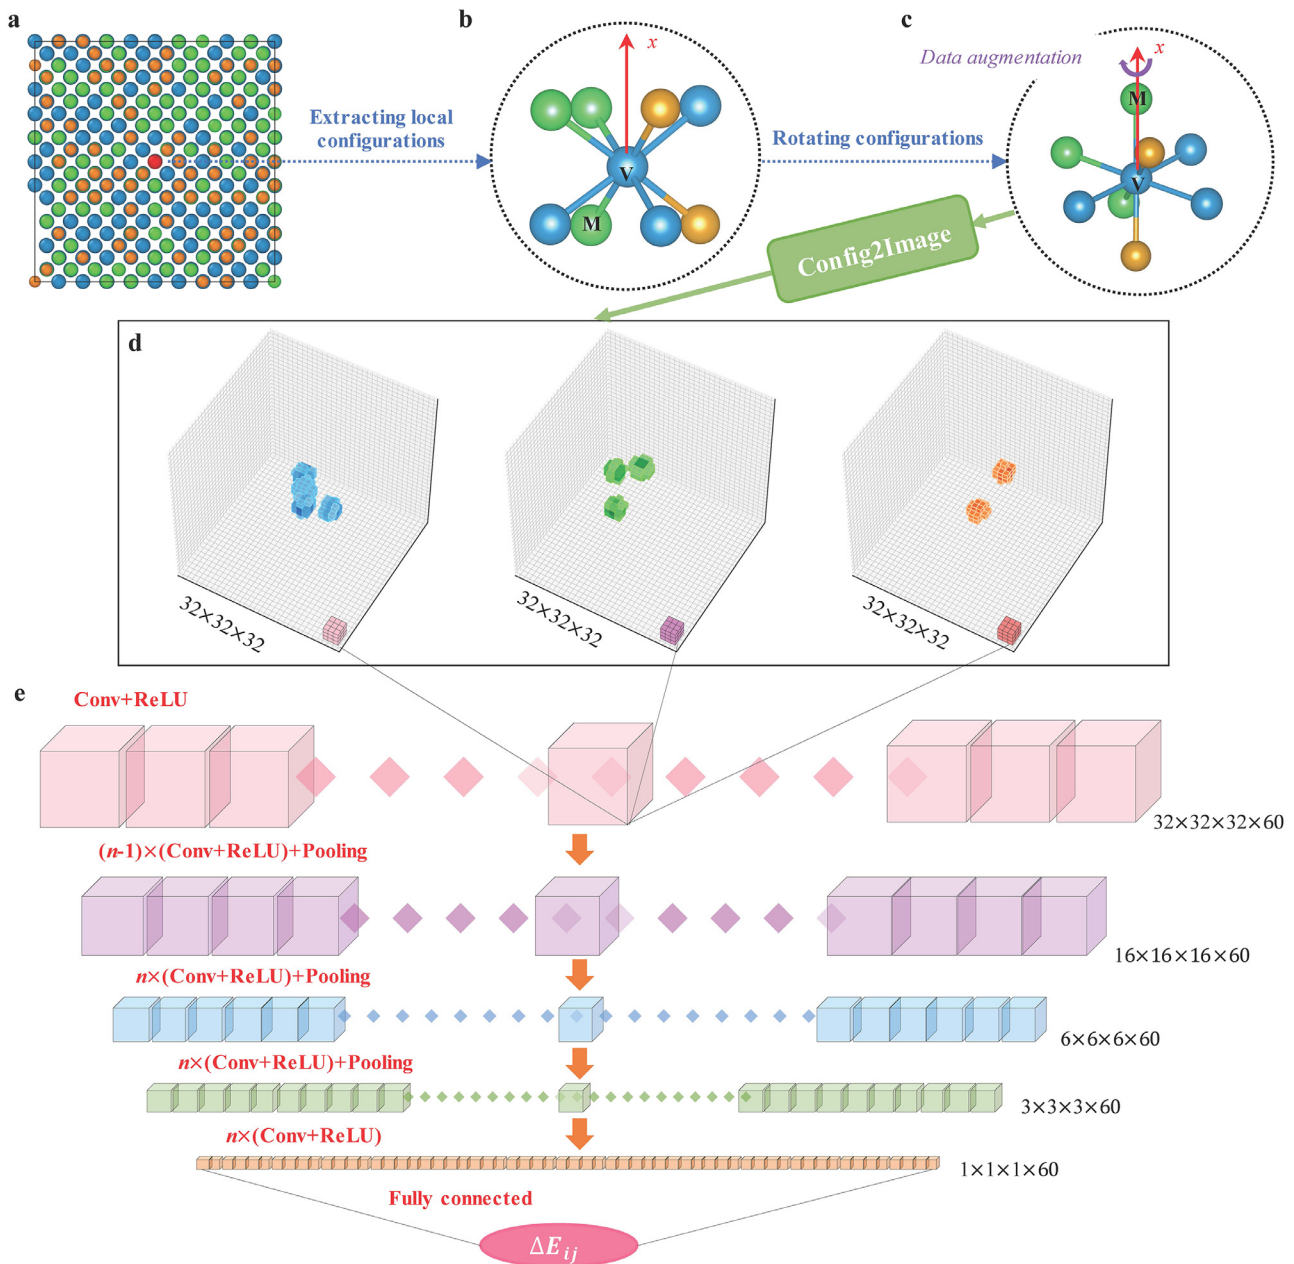 a
b
c
x
Data augmentation
x
M
Extracting local
configurations
Rotating configurations
V
V
M
Config2Image
d
32×32×32
32×32×32
32×32×32
e
Conv+ReLU
32×32×32×60
(n-1)×(Conv+ReLU)+Pooling
16×16×16×60
n×(Conv+ReLU)+Pooling
6×6×6×60
n×(Conv+ReLU)+Pooling
3×3×3×60
n×(Conv+ReLU)
1×1×1×60
Fully connected
ΔE_{ij}